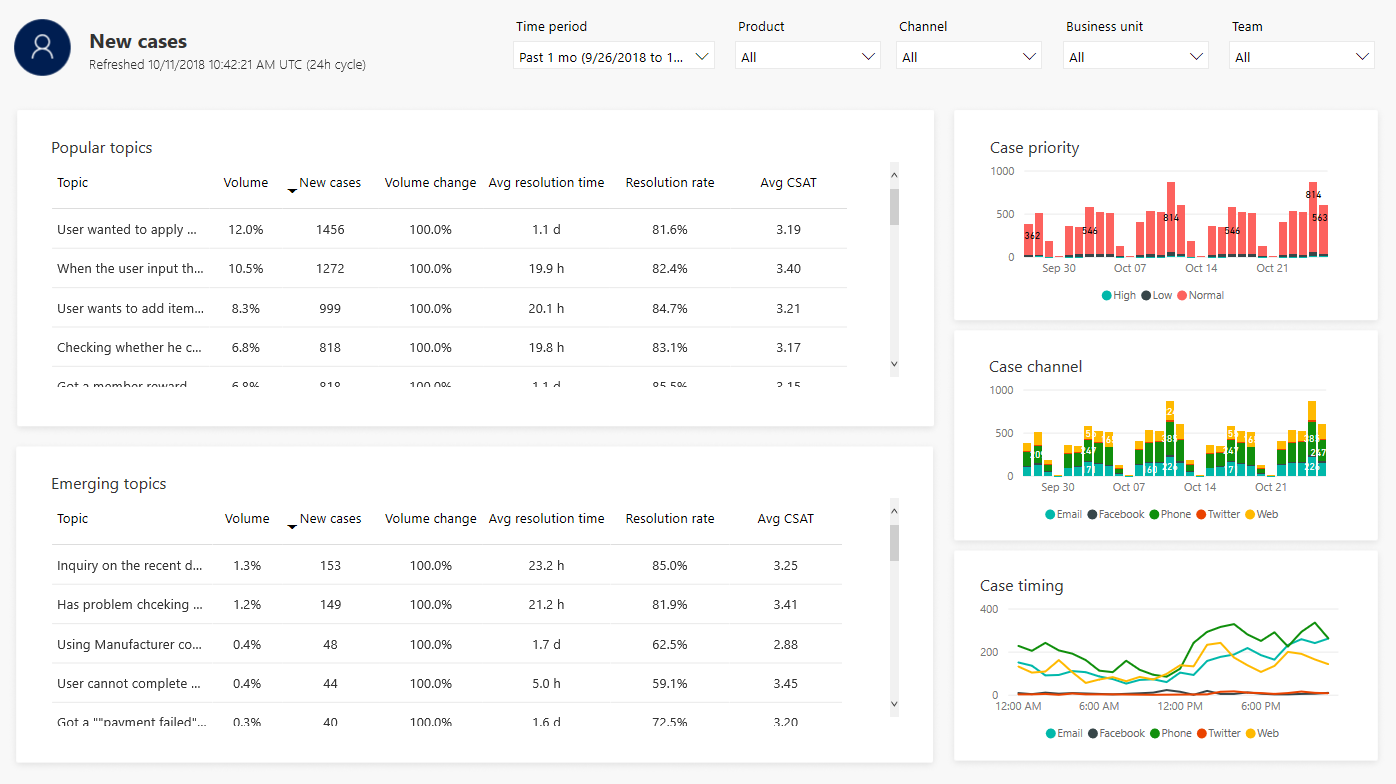 New cases
Refreshed 10/11/2018 10:42:21 AM UTC (24h cycle)
Time period
Product
Channel
Business unit
Team
Past 1 mo (9/26/2018 to 1...
All
All
All
All
Popular topics
Topic Volume New cases Volume change Avg resolution time Resolution rate Avg CSAT
User wanted to apply ... 12.0% 1456 100.0% 1.1 d 81.6% 3.19
When the user input th... 10.5% 1272 100.0% 19.9 h 82.4% 3.40
User wants to add item... 8.3% 999 100.0% 20.1 h 84.7% 3.21
Checking whether he c... 6.8% 818 100.0% 19.8 h 83.1% 3.17
Got a member reward 6.8% 818 100.0% 1.1 d 85.5% 3.15
Emerging topics
Topic Volume New cases Volume change Avg resolution time Resolution rate Avg CSAT
Inquiry on the recent d... 1.3% 153 100.0% 23.2 h 85.0% 3.25
Has problem chceking ... 1.2% 149 100.0% 21.2 h 81.9% 3.41
Using Manufacturer co... 0.4% 48 100.0% 1.7 d 62.5% 2.88
User cannot complete ... 0.4% 44 100.0% 5.0 h 59.1% 3.45
Got a ""payment failed"... 0.3% 40 100.0% 1.6 d 72.5% 3.20
Case priority
1000
500
0
362
546
814
546
814
563
Sep 30 Oct 07 Oct 14 Oct 21
High Low Normal
Case channel
1000
500
0
247
385
226
247
226
247
Sep 30 Oct 07 Oct 14 Oct 21
Email Facebook Phone Twitter Web
Case timing
400
200
0
12:00 AM 6:00 AM 12:00 PM 6:00 PM
Email Facebook Phone Twitter Web